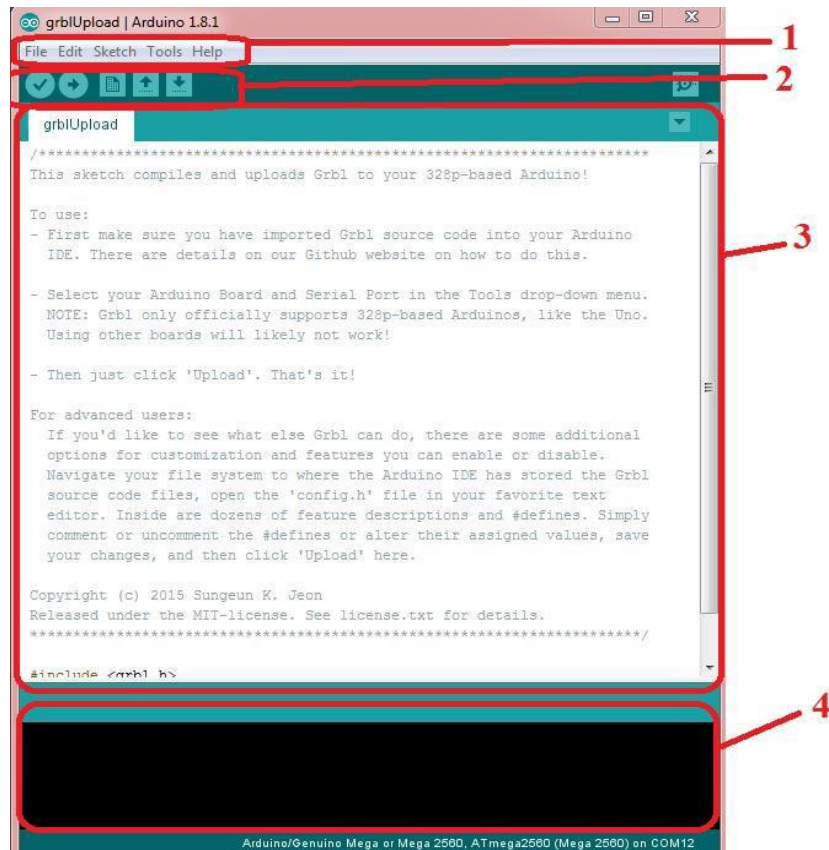 grblUpload | Arduino 1.8.1
File Edit Sketch Tools Help
1
2
grblUpload
/***********************************************************************
This sketch compiles and uploads Grbl to your 328p-based Arduino!
To use:
- First make sure you have imported Grbl source code into your Arduino
IDE. There are details on our Github website on how to do this.
3
- Select your Arduino Board and Serial Port in the Tools drop-down menu.
NOTE: Grbl only officially supports 328p-based Arduinos, like the Uno.
Using other boards will likely not work!
- Then just click 'Upload'. That's it!
For advanced users:
If you'd like to see what else Grbl can do, there are some additional
options for customization and features you can enable or disable.
Navigate your file system to where the Arduino IDE has stored the Grbl
source code files, open the 'config.h' file in your favorite text
editor. Inside are dozens of feature descriptions and #defines. Simply
comment or uncomment the #defines or alter their assigned values, save
your changes, and then click 'Upload' here.
Copyright (c) 2015 Sungeun K. Jeon
Released under the MIT-license. See license.txt for details.
***********************************************************************/
#include <grbl.h>
4
Arduino/Genuino Mega or Mega 2560, ATmega2560 (Mega 2560) on COM12